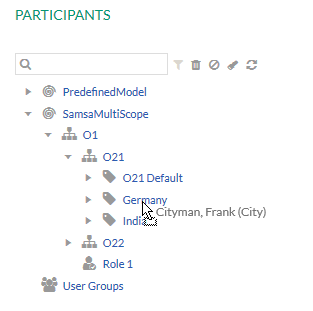 PARTICIPANTS
PredefinedModel
SamsaMultiScope
O1
O21
O21 Default
Germany
Cityman, Frank (City)
India
O22
Role 1
User Groups